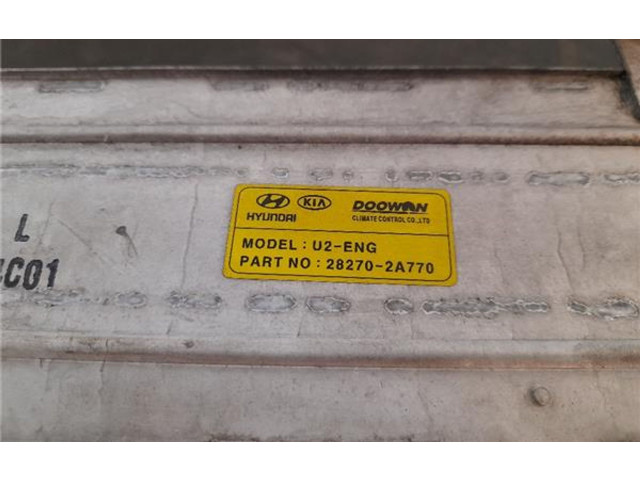 HYUNDAI KIA DOOWON
CLIMATE CONTROL CO.,LTD
MODEL : U2-ENG
PART NO : 28270-2A770
L
C01